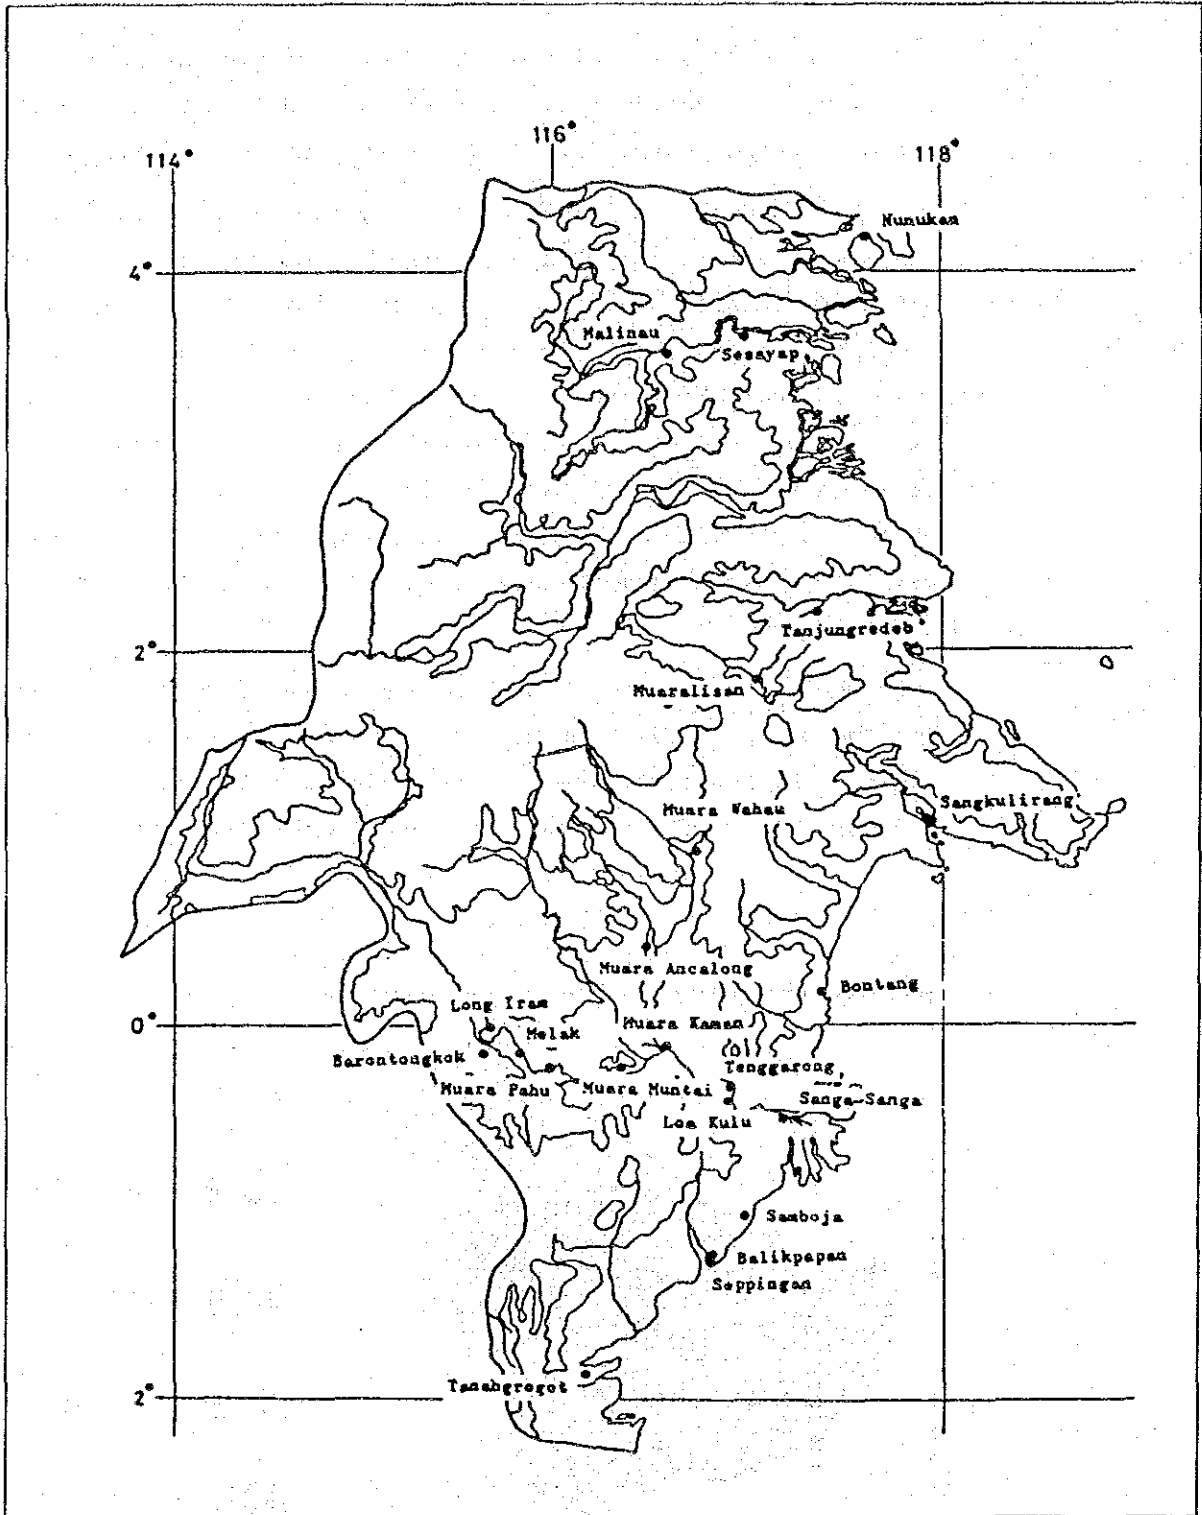 116°
114°
118°
Nunukan
4°
Malinau
Sesayap
Tanjungredeb
2°
Muaralisan
Sangkulirang
Muara Wahau
Muara Ancalong
Bontang
Long Iram
0°
Muara Kaman
Melak
Barontongkok
Tenggarong
Muara Pahu
Muara Muntai
Sanga-Sanga
Loa Kulu
Samboja
Balikpapan
Seppingan
Tanahgrogot
2°